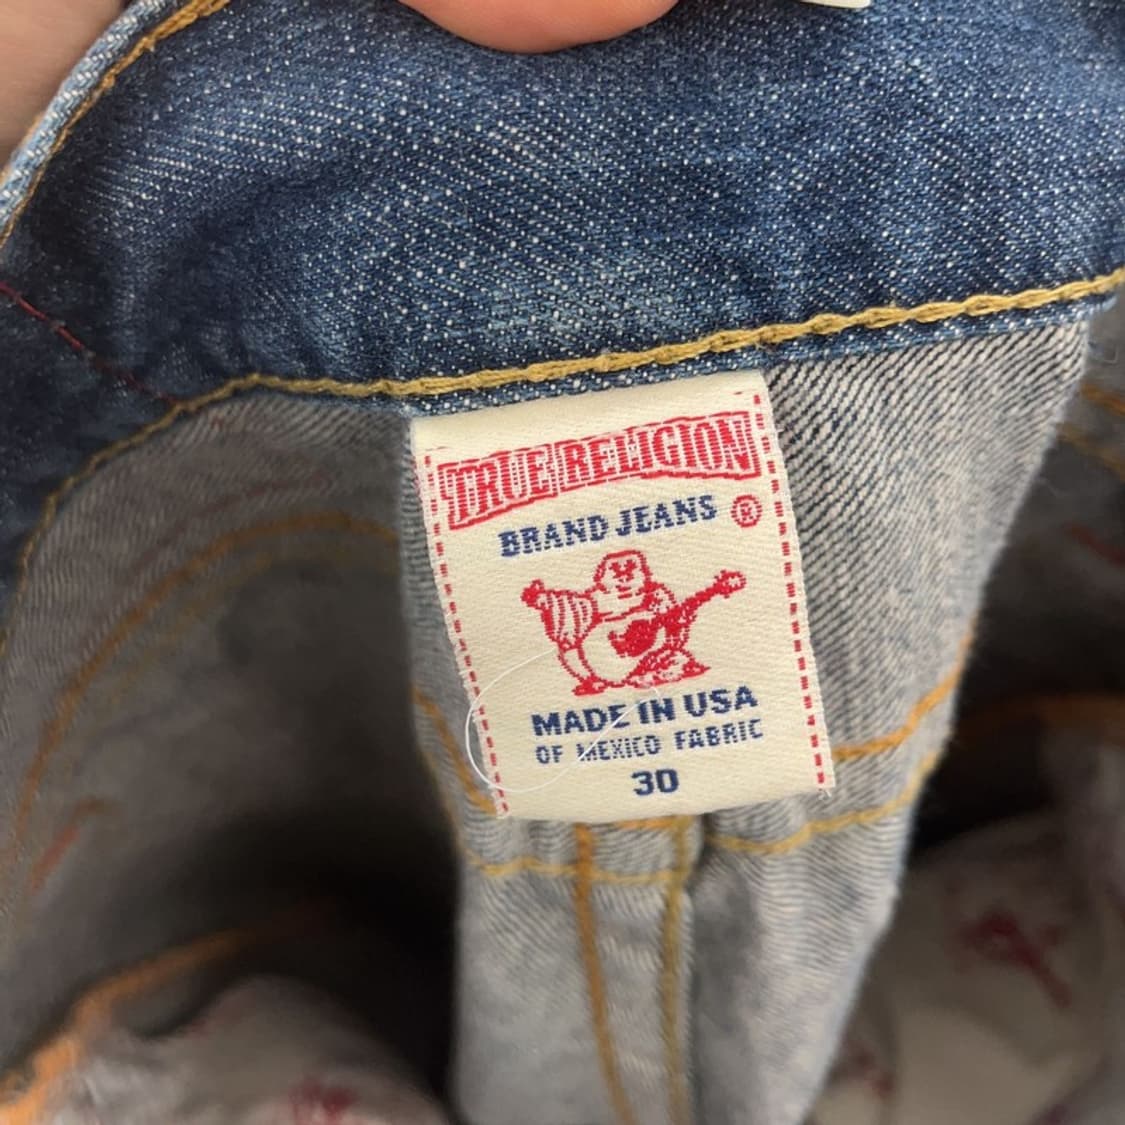 TRUE RELIGION
BRAND JEANS ®
MADE IN USA
OF MEXICO FABRIC
30